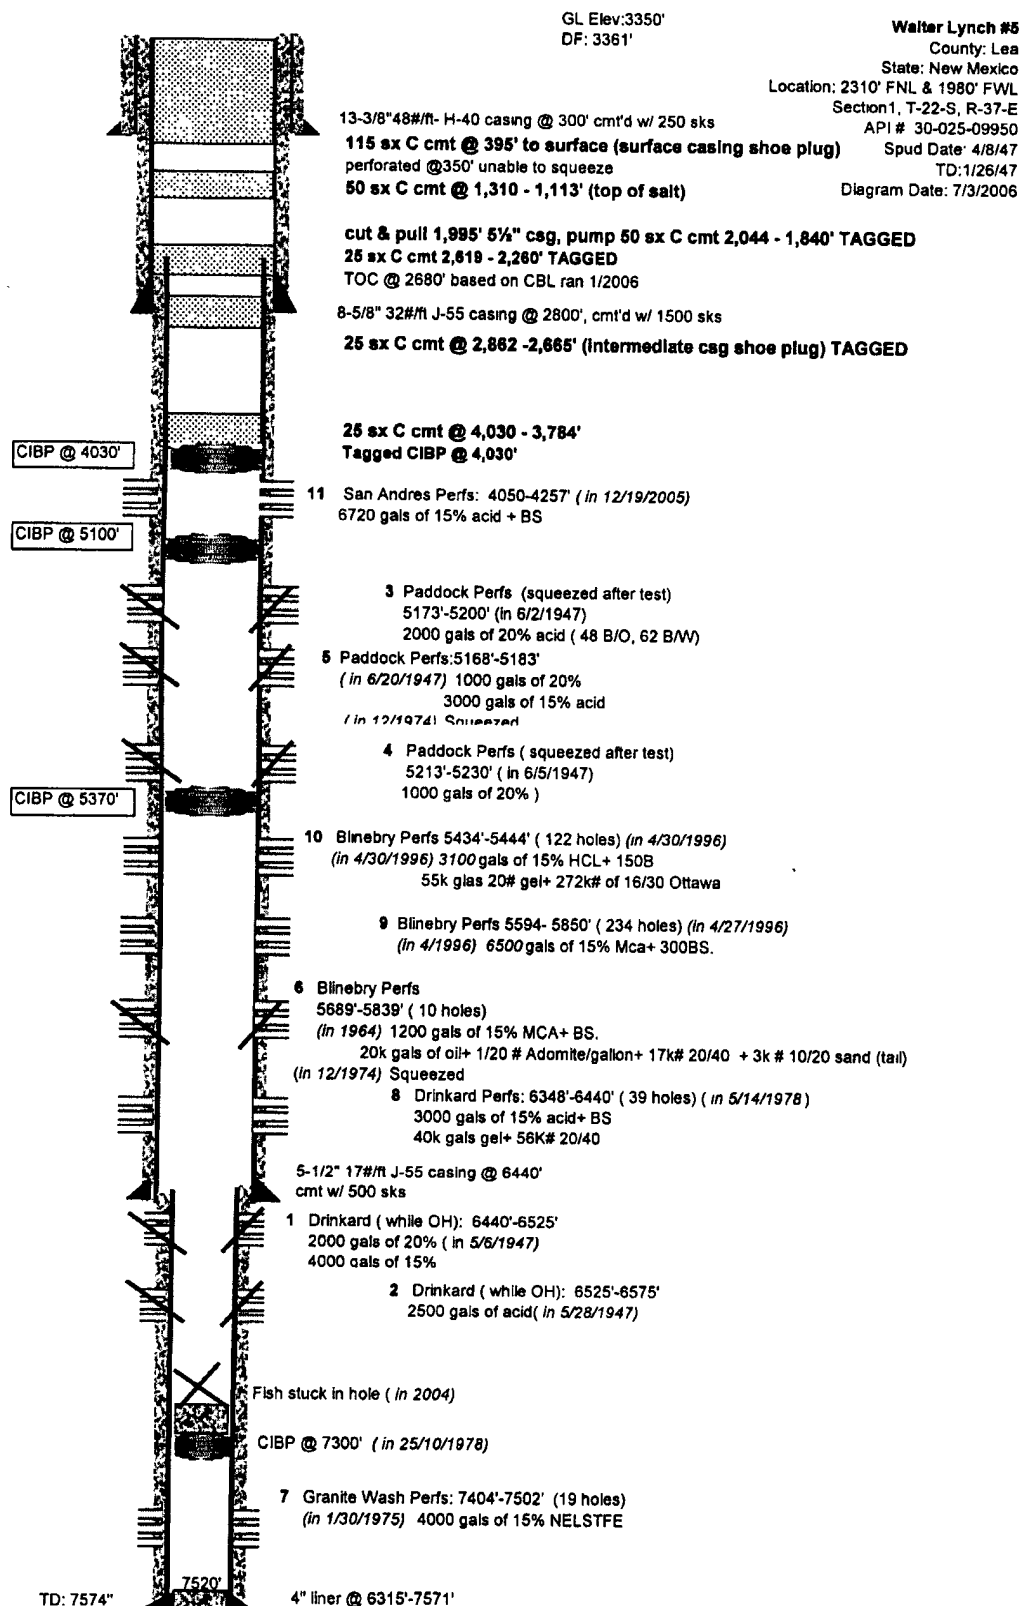 GL Elev:3350'
DF: 3361'
Walter Lynch #5
County: Lea
State: New Mexico
Location: 2310' FNL & 1980' FWL
Section1, T-22-S, R-37-E
API # 30-025-09950
Spud Date: 4/8/47
TD:1/26/47
Diagram Date: 7/3/2006
13-3/8"48#/ft- H-40 casing @ 300' cmt'd w/ 250 sks
115 sx C cmt @ 395' to surface (surface casing shoe plug)
perforated @350' unable to squeeze
50 sx C cmt @ 1,310 - 1,113' (top of salt)
cut & pull 1,995' 5½" csg, pump 50 sx C cmt 2,044 - 1,840' TAGGED
25 sx C cmt 2,619 - 2,260' TAGGED
TOC @ 2680' based on CBL ran 1/2006
8-5/8" 32#/ft J-55 casing @ 2800', cmt'd w/ 1500 sks
25 sx C cmt @ 2,862 -2,665' (intermediate csg shoe plug) TAGGED
25 sx C cmt @ 4,030 - 3,784'
Tagged CIBP @ 4,030'
CIBP @ 4030'
11 San Andres Perfs: 4050-4257' ( in 12/19/2005)
6720 gals of 15% acid + BS
CIBP @ 5100'
3 Paddock Perfs (squeezed after test)
5173'-5200' (in 6/2/1947)
2000 gals of 20% acid ( 48 B/O, 62 B/W)
5 Paddock Perfs:5168'-5183'
( in 6/20/1947) 1000 gals of 20%
3000 gals of 15% acid
( in 12/1974) Squeezed
4 Paddock Perfs ( squeezed after test)
5213'-5230' ( in 6/5/1947)
1000 gals of 20% )
CIBP @ 5370'
10 Blinebry Perfs 5434'-5444' ( 122 holes) (in 4/30/1996)
(in 4/30/1996) 3100 gals of 15% HCL+ 150B
55k glas 20# gel+ 272k# of 16/30 Ottawa
9 Blinebry Perfs 5594- 5850' ( 234 holes) (in 4/27/1996)
(in 4/1996) 6500 gals of 15% Mca+ 300BS.
6 Blinebry Perfs
5689'-5839' ( 10 holes)
(in 1964) 1200 gals of 15% MCA+ BS.
20k gals of oil+ 1/20 # Adomite/gallon+ 17k# 20/40 + 3k # 10/20 sand (tail)
(in 12/1974) Squeezed
8 Drinkard Perfs: 6348'-6440' ( 39 holes) ( in 5/14/1978 )
3000 gals of 15% acid+ BS
40k gals gel+ 56K# 20/40
5-1/2" 17#/ft J-55 casing @ 6440'
cmt w/ 500 sks
1 Drinkard ( while OH): 6440'-6525'
2000 gals of 20% ( in 5/6/1947)
4000 gals of 15%
2 Drinkard ( while OH): 6525'-6575'
2500 gals of acid( in 5/28/1947)
Fish stuck in hole ( in 2004)
CIBP @ 7300' ( in 25/10/1978)
7 Granite Wash Perfs: 7404'-7502' (19 holes)
(in 1/30/1975) 4000 gals of 15% NELSTFE
7520'
TD: 7574"
4" liner @ 6315'-7571'